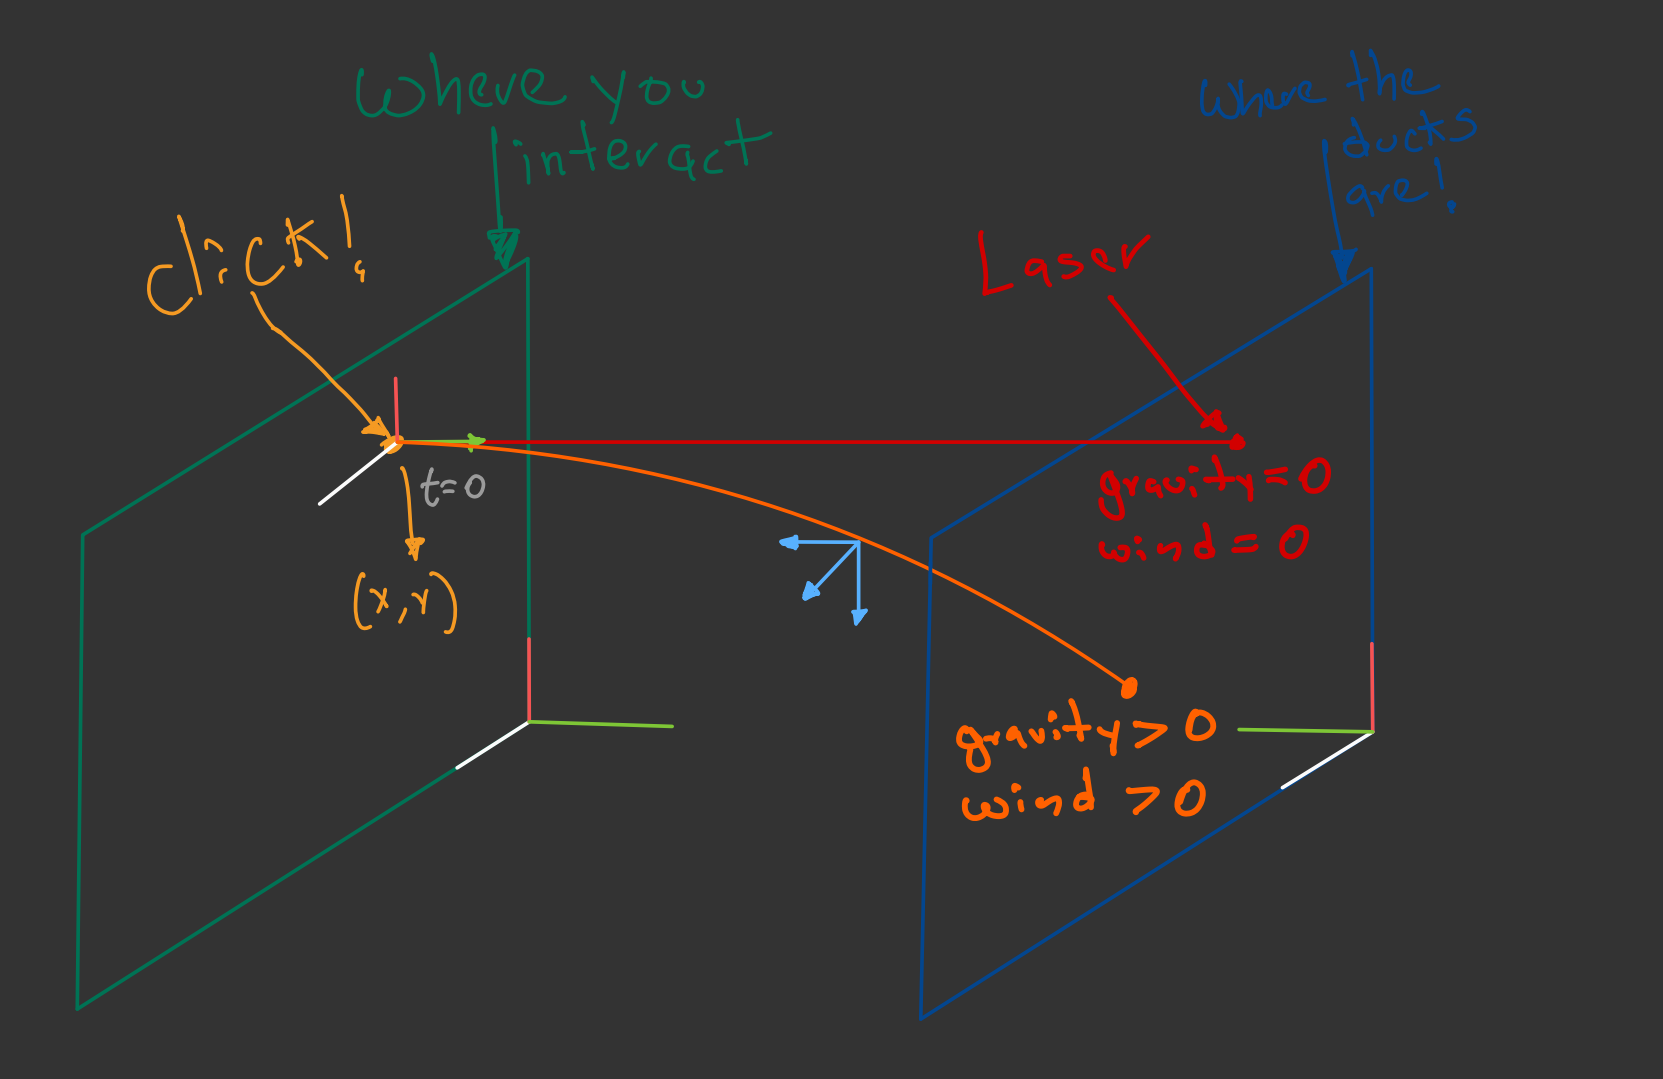 Where you
interact
Where the
ducks
are!
click!
Laser
t=0
gravity=0
wind=0
(x,y)
gravity>0
wind >0